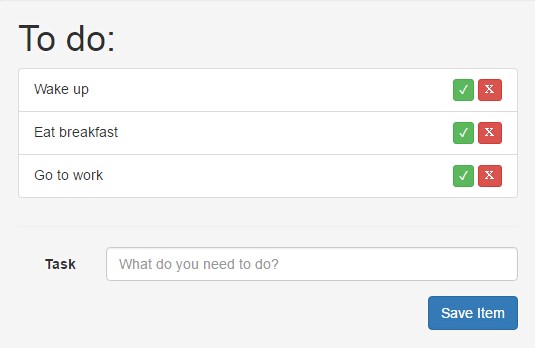 To do:
Wake up ✓ X
Eat breakfast ✓ X
Go to work ✓ X
Task What do you need to do?
Save Item